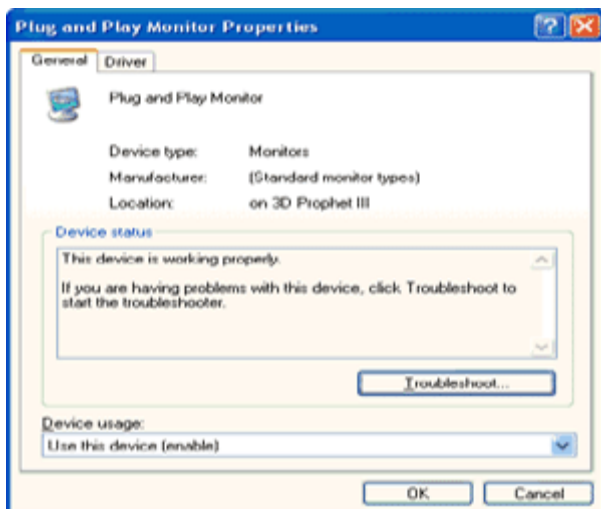 Plug and Play Monitor Properties
General Driver
Plug and Play Monitor
Device type: Monitors
Manufacturer: (Standard monitor types)
Location: on 3D Prophet III
Device status
This device is working properly.
If you are having problems with this device, click Troubleshoot to
start the troubleshooter.
Troubleshoot...
Device usage:
Use this device (enable)
OK Cancel